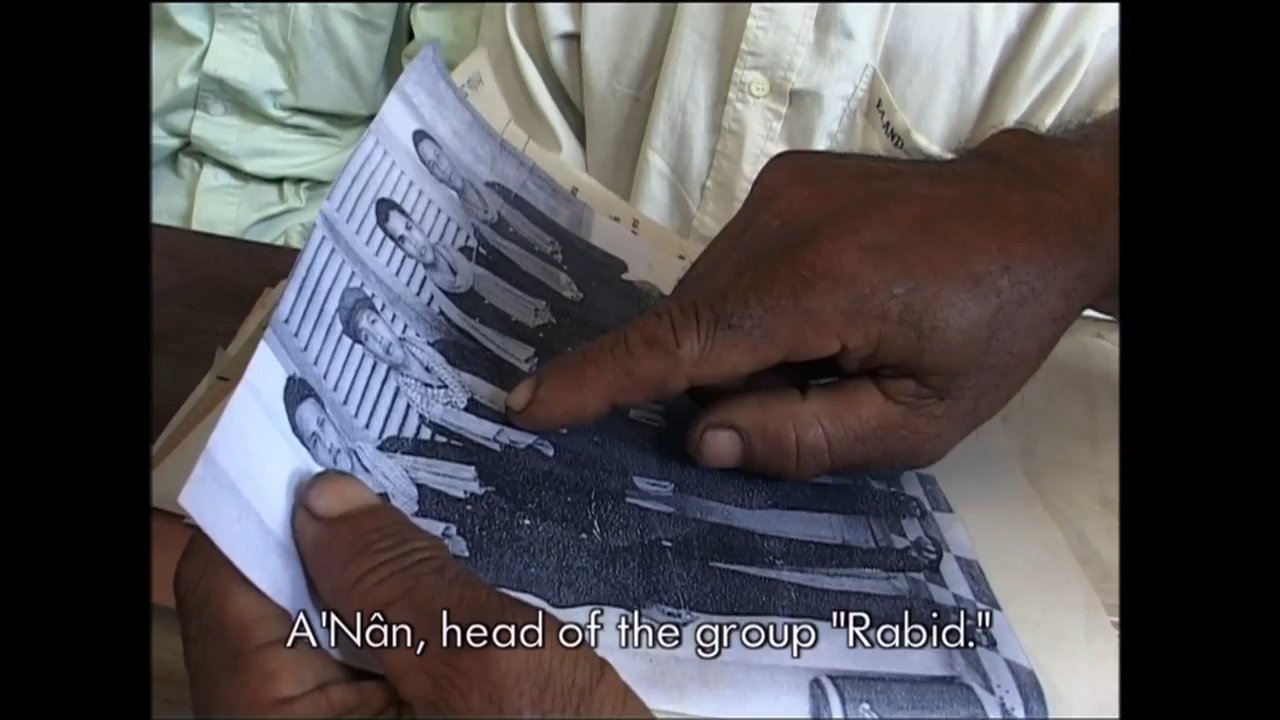 A'Nân, head of the group "Rabid."